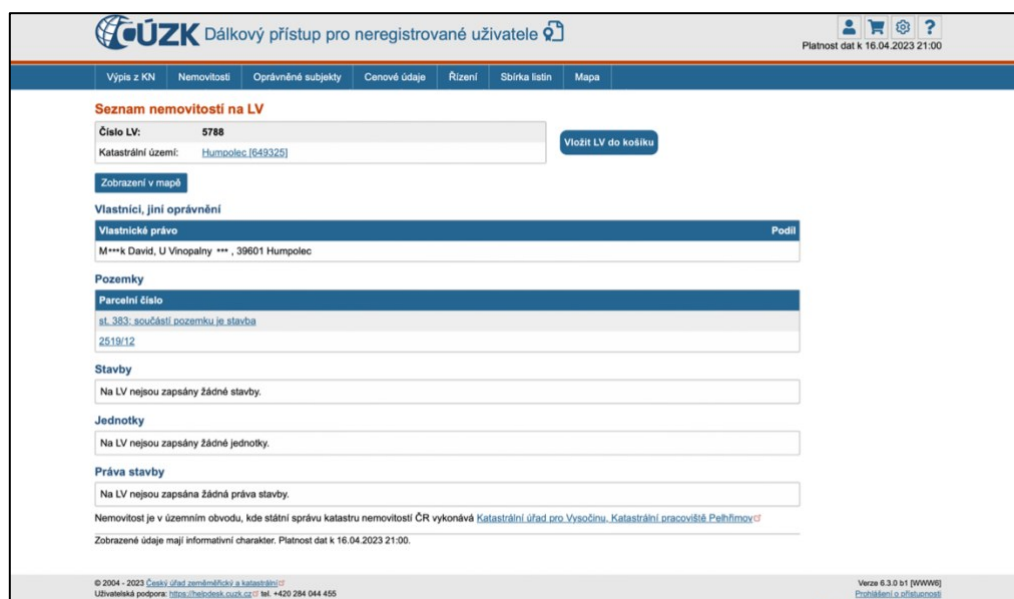 ČÚZK Dálkový přístup pro neregistrované uživatele
Platnost dat k 16.04.2023 21:00
Výpis z KN Nemovitosti Oprávněné subjekty Cenové údaje Řízení Sbírka listin Mapa
Seznam nemovitostí na LV
Číslo LV: 5788
Katastrální území: Humpolec [649325]
Vložit LV do košíku
Zobrazení v mapě
Vlastníci, jiní oprávnění
Vlastnické právo Podíl
M***k David, U Vinopalny *** , 39601 Humpolec
Pozemky
Parcelní číslo
st. 383; součástí pozemku je stavba
2519/12
Stavby
Na LV nejsou zapsány žádné stavby.
Jednotky
Na LV nejsou zapsány žádné jednotky.
Práva stavby
Na LV nejsou zapsána žádná práva stavby.
Nemovitost je v územním obvodu, kde státní správu katastru nemovitostí ČR vykonává Katastrální úřad pro Vysočinu, Katastrální pracoviště Pelhřimov
Zobrazené údaje mají informativní charakter. Platnost dat k 16.04.2023 21:00.
© 2004 - 2023 Český úřad zeměměřický a katastrální
Verze 6.3.0 b1 [WWW6]
Uživatelská podpora: https://helpdesk.cuzk.cz tel. +420 284 044 455
Prohlášení o přístupnosti